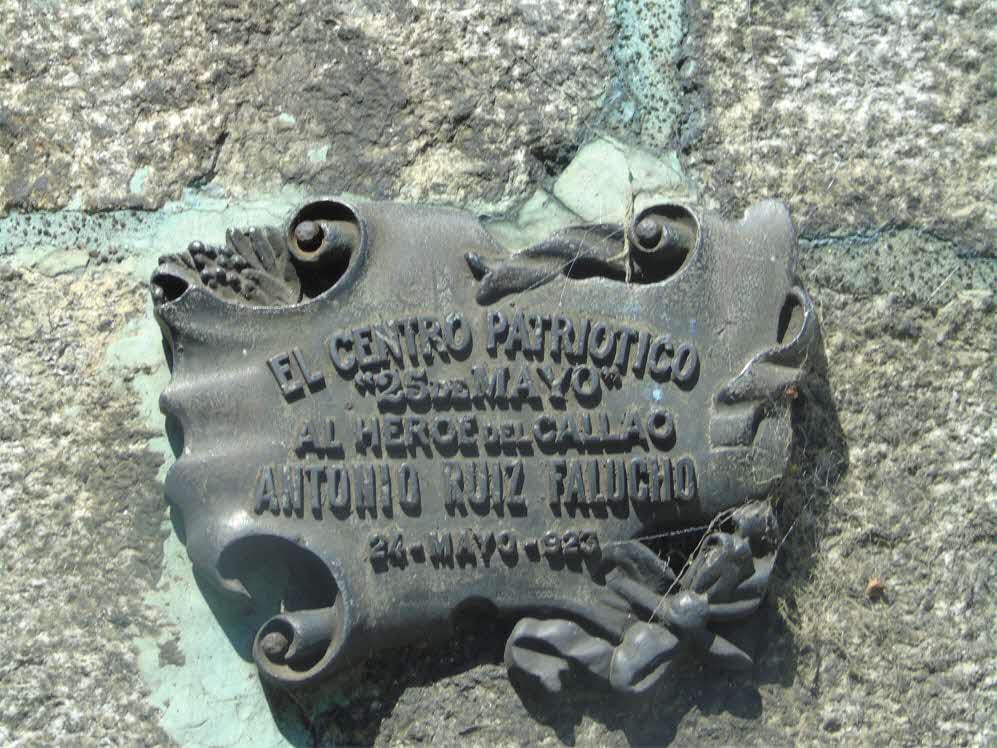 EL CENTRO PATRIOTICO
"25 DE MAYO"
AL HEROE DEL CALLAO
ANTONIO RUIZ FALUCHO
24-MAYO-923